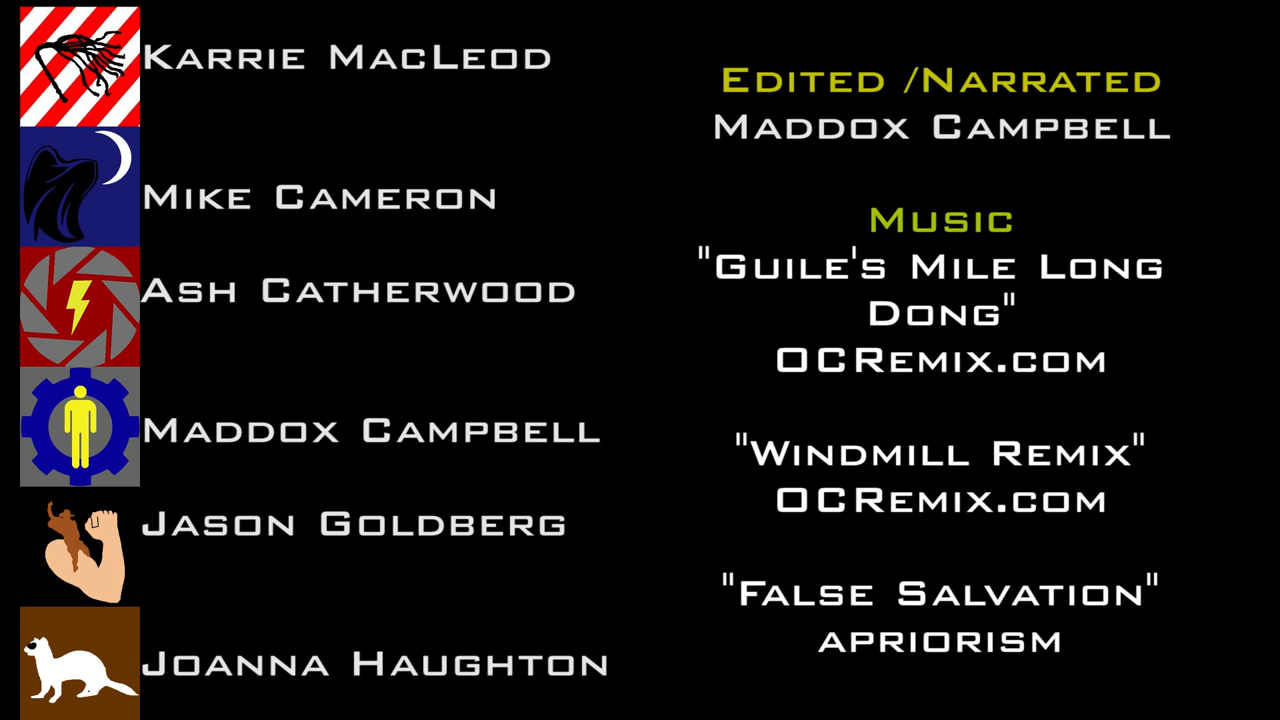 Karrie MacLeod
Mike Cameron
Ash Catherwood
Maddox Campbell
Jason Goldberg
Joanna Haughton
Edited /Narrated
Maddox Campbell
Music
"Guile's Mile Long
Dong"
OCRemix.com
"Windmill Remix"
OCRemix.com
"False Salvation"
apriorism